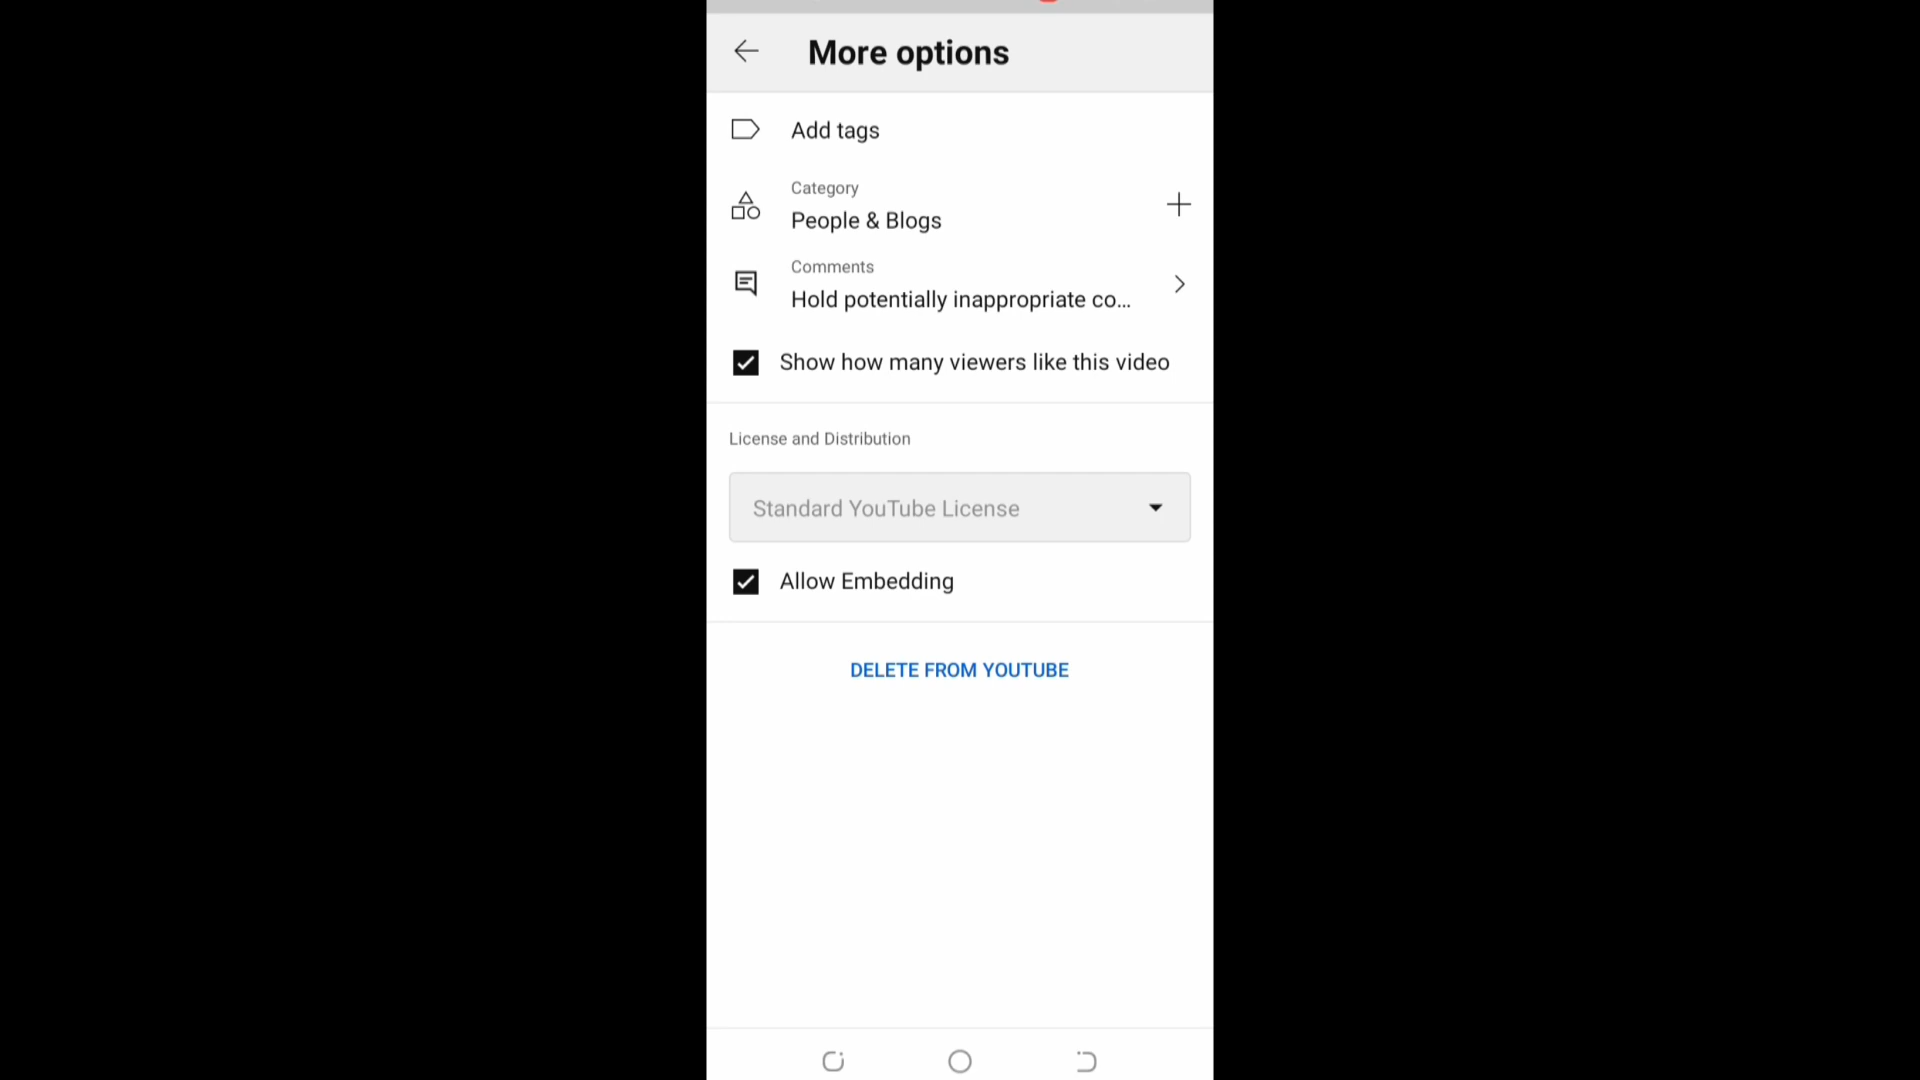 More options
Add tags
Category
People & Blogs
Comments
Hold potentially inappropriate co...
Show how many viewers like this video
License and Distribution
Standard YouTube License
Allow Embedding
DELETE FROM YOUTUBE